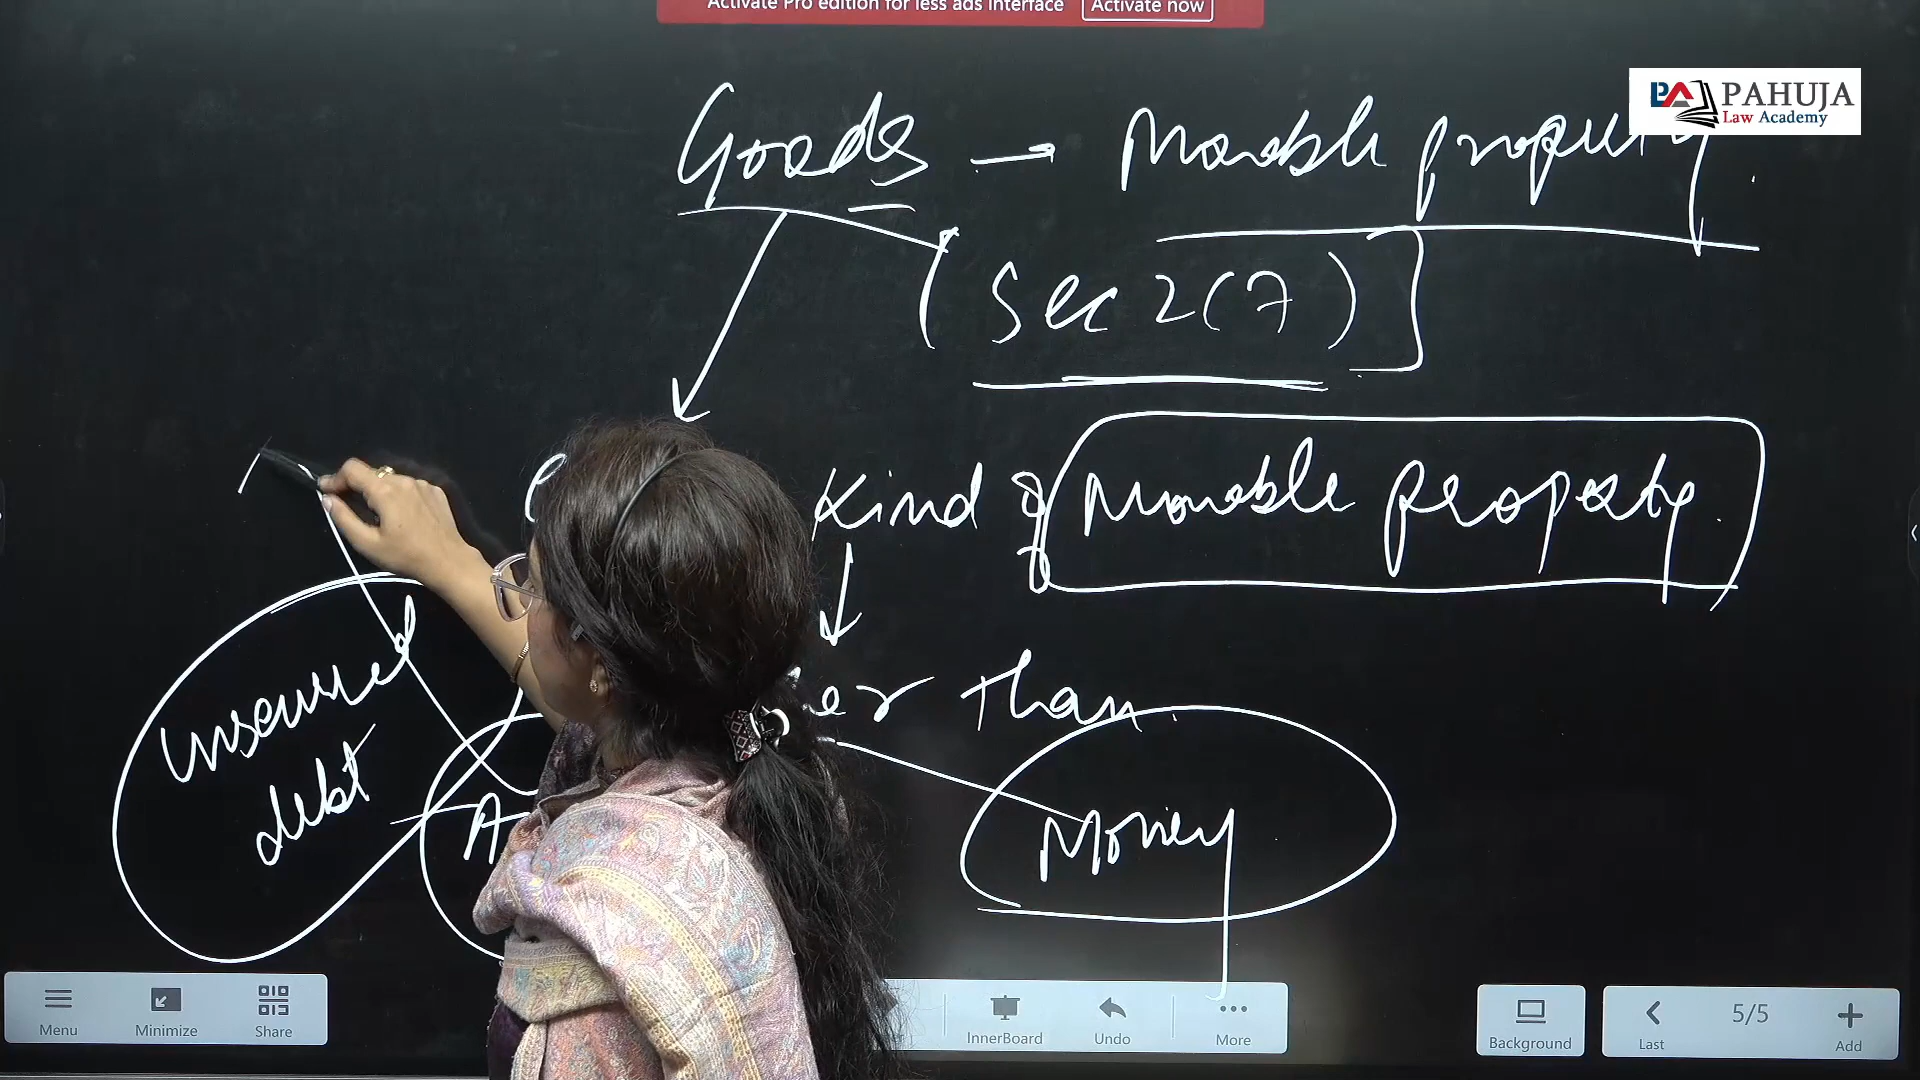 Activate Pro edition for less ads interface Activate now
PAHUJA
Law Academy
Goods → Movable property.
[Sec 2(7)]
Kind of Movable property.
er than
unsecured
debt
A
Money
Menu Minimize Share InnerBoard Undo More Background Last 5/5 Add